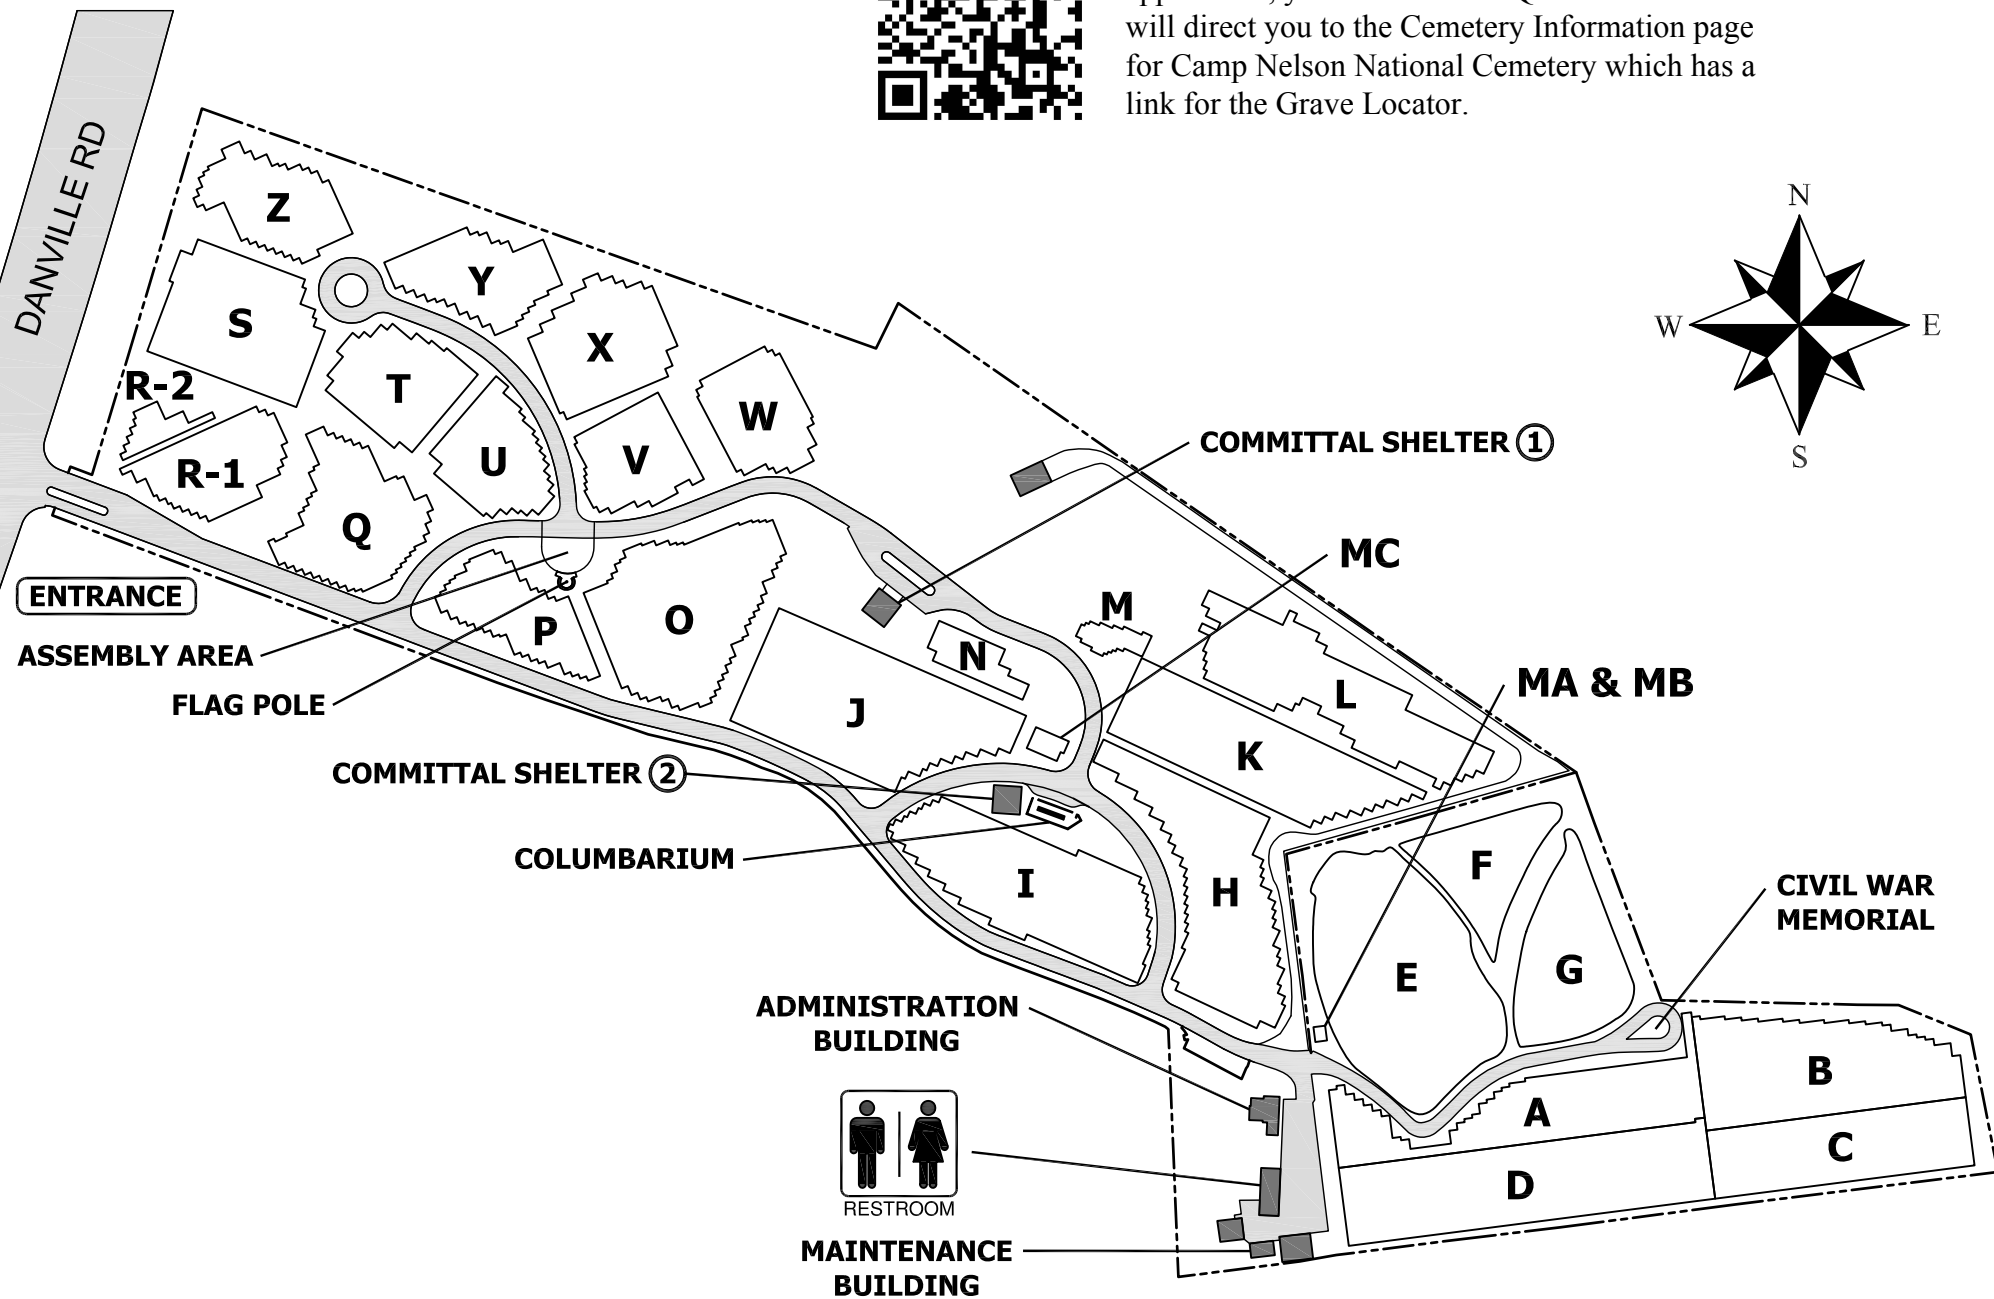 will direct you to the Cemetery Information page
for Camp Nelson National Cemetery which has a
link for the Grave Locator.
DANVILLE RD
N
W
E
S
Z
Y
S
X
T
R-2
W
U
V
R-1
Q
COMMITTAL SHELTER 1
MC
ENTRANCE
M
O
P
ASSEMBLY AREA
N
MA & MB
L
FLAG POLE
J
K
COMMITTAL SHELTER 2
COLUMBARIUM
F
I
H
CIVIL WAR
MEMORIAL
E
G
ADMINISTRATION
BUILDING
B
A
C
D
RESTROOM
MAINTENANCE
BUILDING